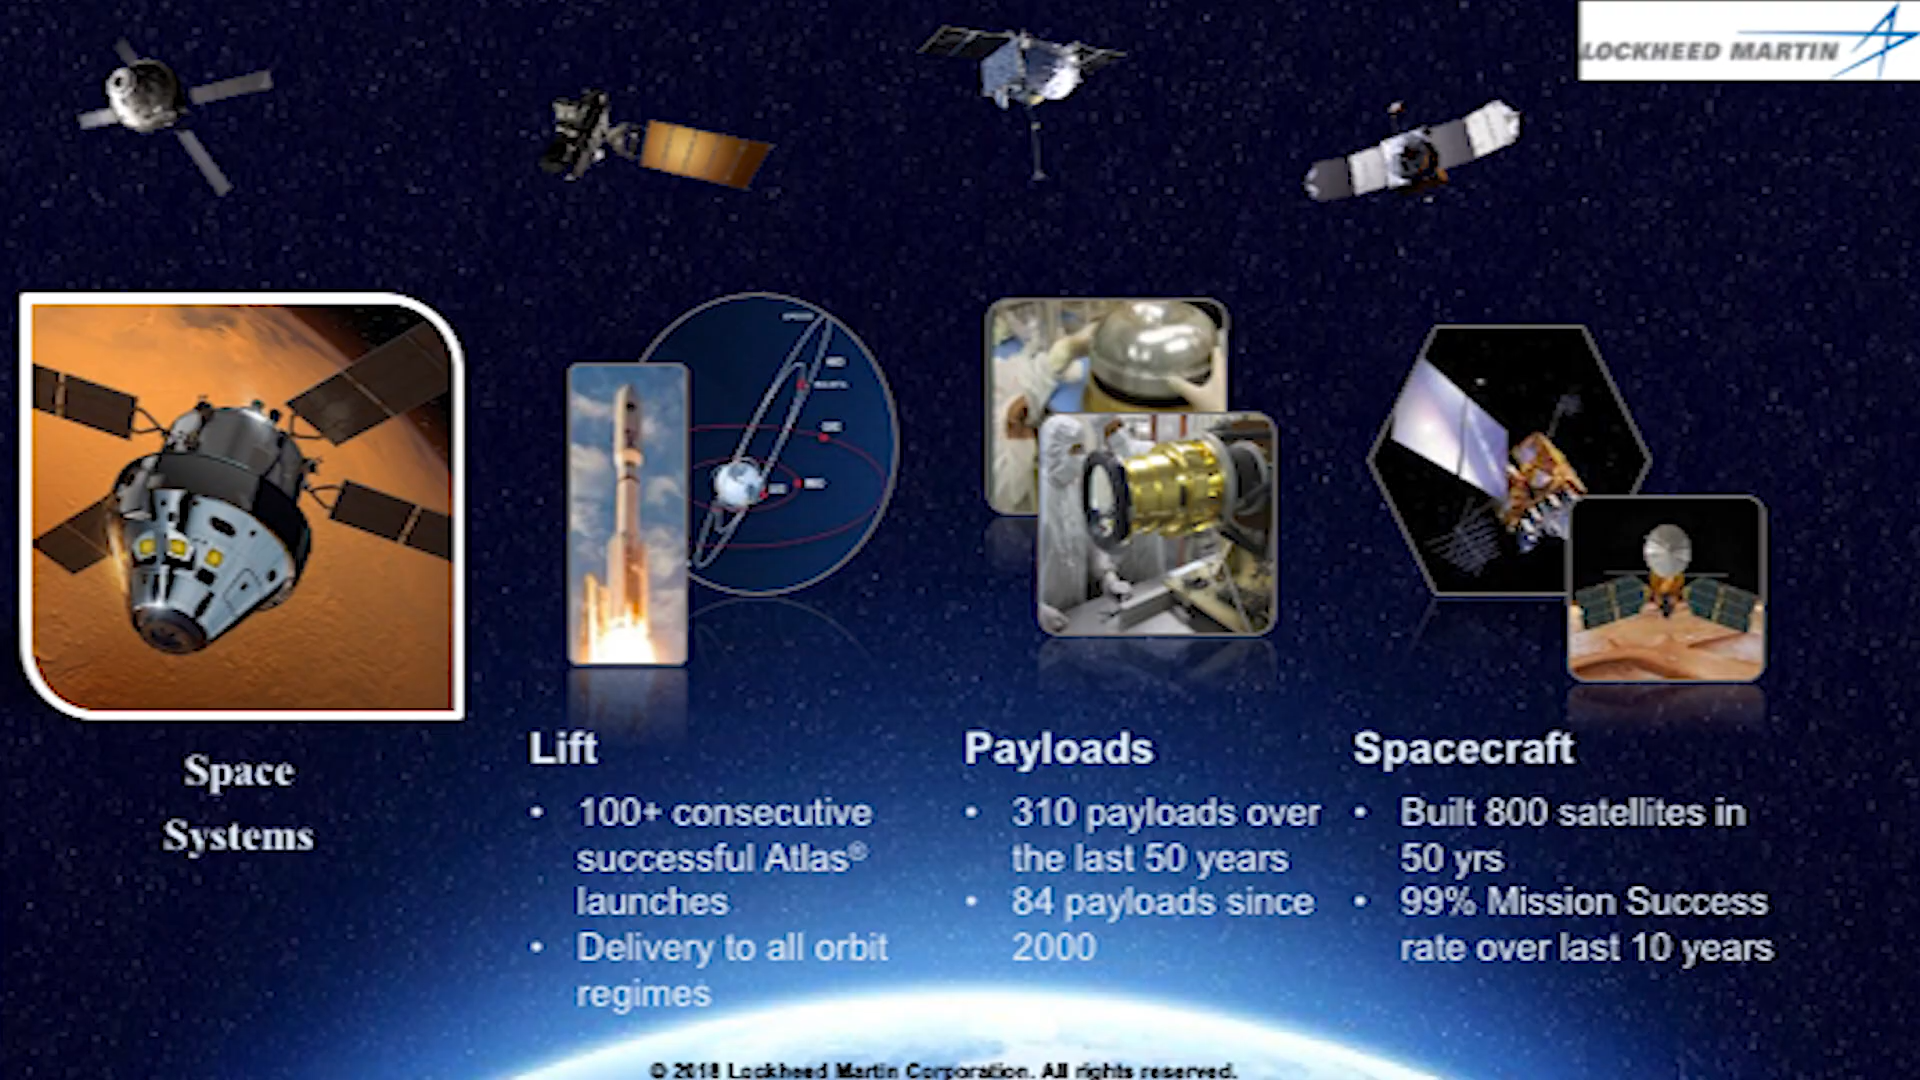 LOCKHEED MARTIN
Space
Systems
Lift
• 100+ consecutive
successful Atlas®
launches
• Delivery to all orbit
regimes
Payloads
• 310 payloads over
the last 50 years
• 84 payloads since
2000
Spacecraft
• Built 800 satellites in
50 yrs
• 99% Mission Success
rate over last 10 years
© 2018 Lockheed Martin Corporation. All rights reserved.